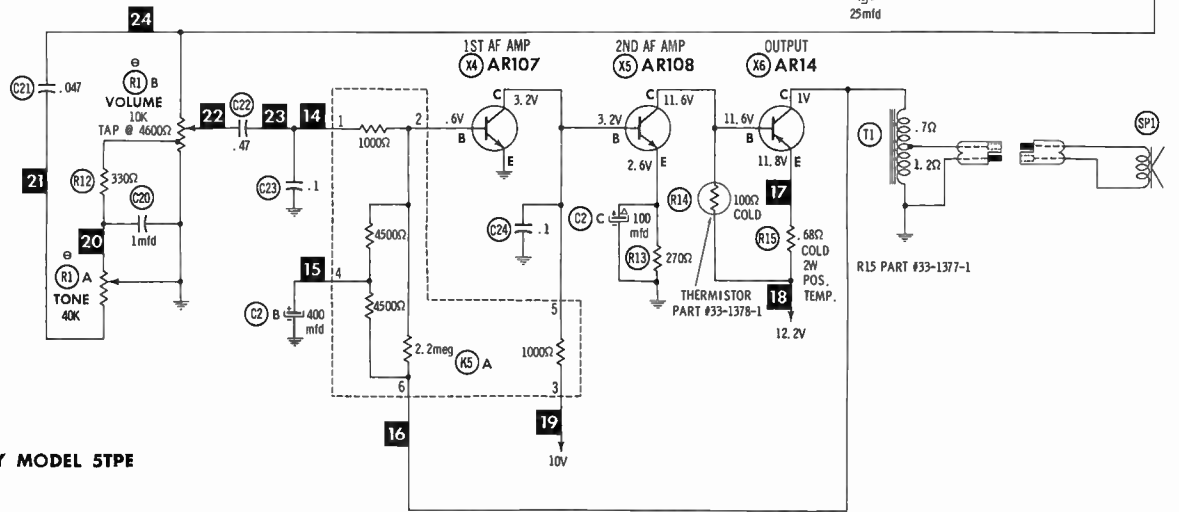 24
25mfd
1ST AF AMP
X4 AR107
2ND AF AMP
X5 AR108
OUTPUT
X6 AR14
C21 .047
R1 B
VOLUME
10K
TAP @ 4600Ω
22
C22
.47
23
14
1
1000Ω
2
.6V
B
C
3.2V
E
3.2V
B
C
11.6V
2.6V
E
11.6V
B
C
1V
11.8V
E
T1
.7Ω
1.2Ω
SP1
21
R12
330Ω
C20
1mfd
C23
.1
20
R1 A
TONE
40K
15
4
4500Ω
4500Ω
C2 B
400
mfd
2.2meg
K5 A
6
16
C24
.1
5
1000Ω
3
19
10V
C2 C
100
mfd
R13
270Ω
R14
100Ω
COLD
THERMISTOR
PART #33-1378-1
17
R15
.68Ω
COLD
2W
POS.
TEMP.
R15 PART #33-1377-1
18
12.2V
Y MODEL 5TPE